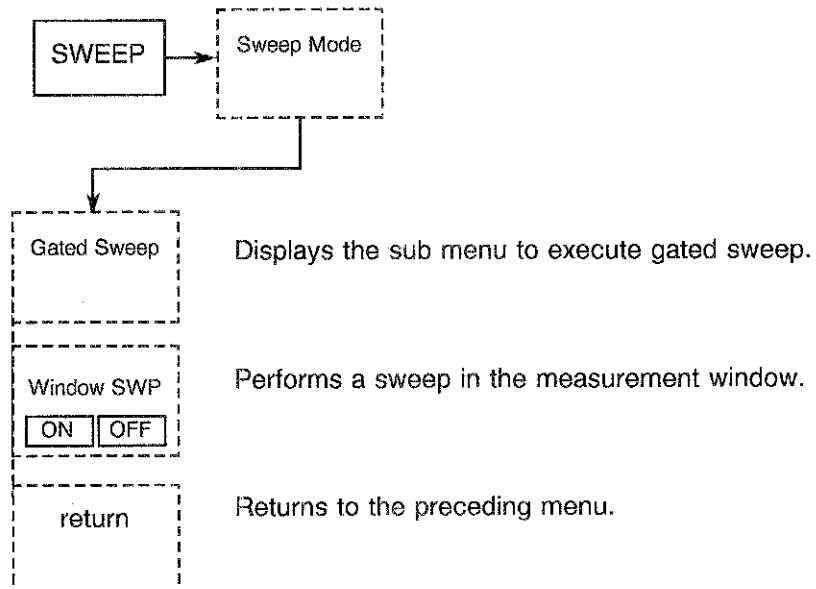 SWEEP
Sweep Mode
Gated Sweep
Displays the sub menu to execute gated sweep.
Window SWP
ON OFF
Performs a sweep in the measurement window.
return
Returns to the preceding menu.